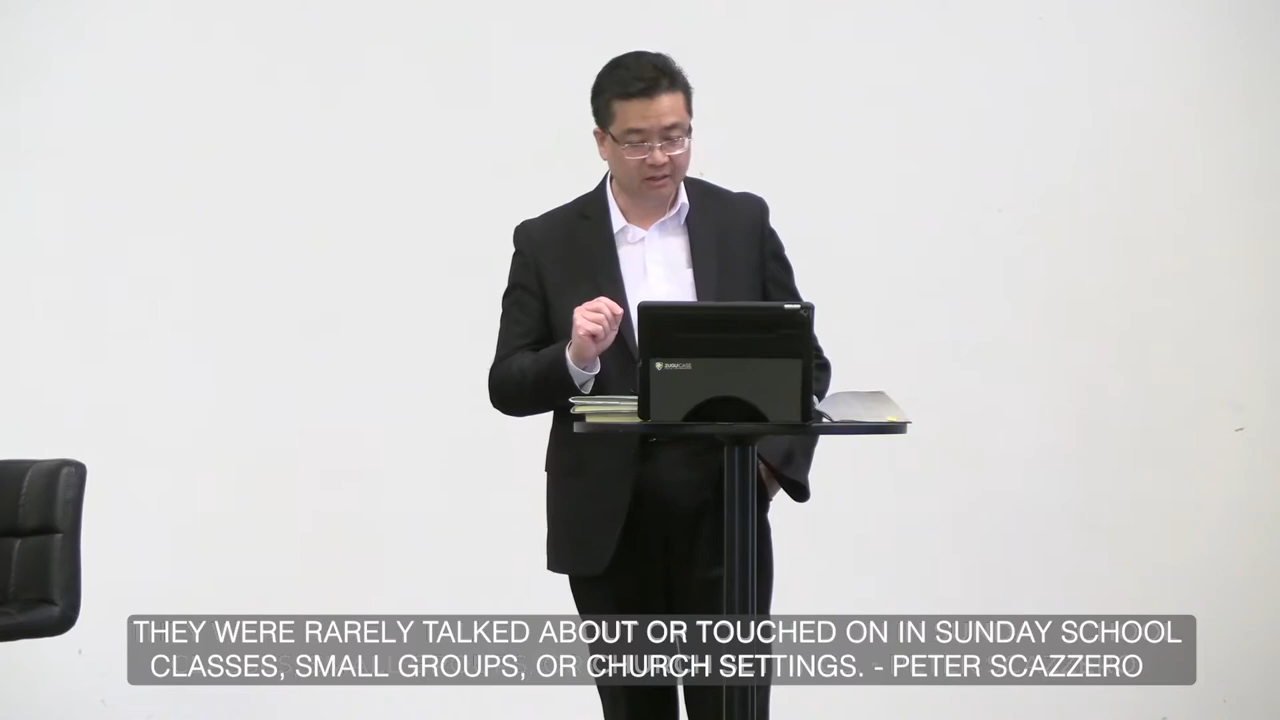 ZUGUCASE
THEY WERE RARELY TALKED ABOUT OR TOUCHED ON IN SUNDAY SCHOOL
CLASSES, SMALL GROUPS, OR CHURCH SETTINGS. - PETER SCAZZERO